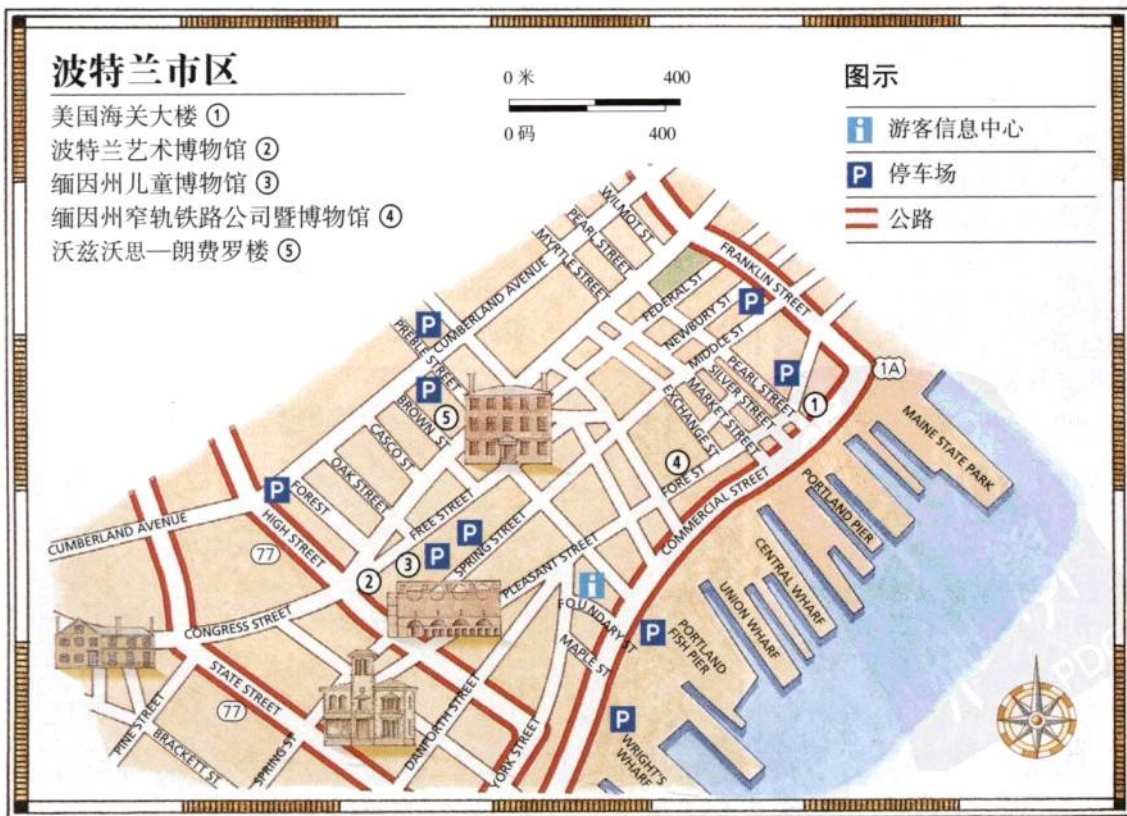 波特兰市区
美国海关大楼 ①
波特兰艺术博物馆 ②
缅因州儿童博物馆 ③
缅因州窄轨铁路公司暨博物馆 ④
沃兹沃思—朗费罗楼 ⑤
0 米 400
0 码 400
图示
i 游客信息中心
P 停车场
公路
WILMOT ST
PEARL STREET
MYRTLE STREET
CUMBERLAND AVENUE
FRANKLIN STREET
FEDERAL ST
NEWBURY ST
MIDDLE ST
P
P
PREBLE STREET
P
PEARL STREET
SILVER STREET
MARKET STREET
EXCHANGE ST
P
1A
①
P
⑤
BROWN ST
CASCO ST
OAK STREET
FOREST
④
FORE ST
COMMERCIAL STREET
MAINE STATE PARK
PORTLAND PIER
CENTRAL WHARF
UNION WHARF
PORTLAND FISH PIER
P
CUMBERLAND AVENUE
HIGH STREET
77
FREE STREET
P
P
SPRING STREET
②
③
PLEASANT STREET
i
FOUNDARY ST
P
MAPLE ST
CONGRESS STREET
STATE STREET
77
PINE STREET
BRACKETT ST
SPRING ST
DANFORTH STREET
YORK STREET
P
WRIGHT'S WHARF
PDG